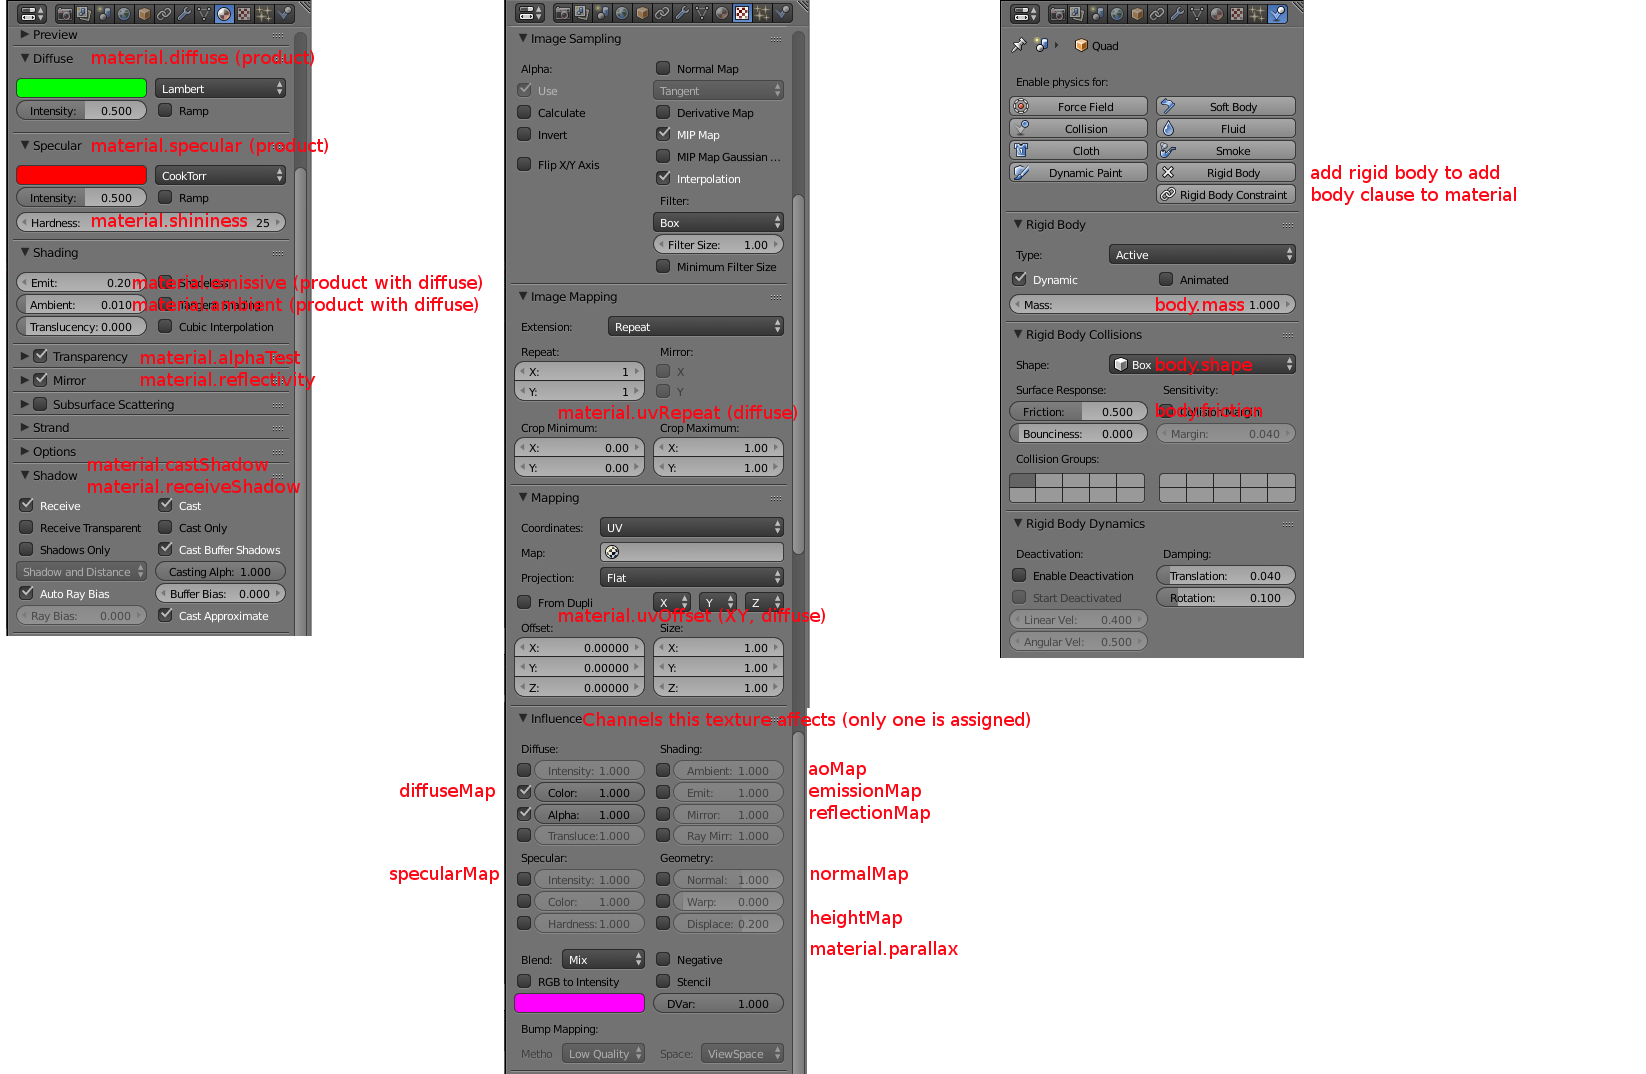 Preview
Diffuse material.diffuse (product)
Lambert
Intensity: 0.500 Ramp
Specular material.specular (product)
CookTorr
Intensity: 0.500 Ramp
Hardness: material.shininess 25
Shading
Emit: 0.20 material.emissive (product with diffuse)
Ambient: 0.010 material.ambient (product with diffuse)
Translucency: 0.000 Cubic Interpolation
Transparency material.alphaTest
Mirror material.reflectivity
Subsurface Scattering
Strand
Options
material.castShadow
Shadow
material.receiveShadow
Receive Cast
Receive Transparent Cast Only
Shadows Only Cast Buffer Shadows
Shadow and Distance Casting Alph: 1.000
Auto Ray Bias Buffer Bias: 0.000
Ray Bias: 0.000 Cast Approximate
Image Sampling
Alpha: Normal Map
Use Tangent
Calculate Derivative Map
Invert MIP Map
MIP Map Gaussian ...
Flip X/Y Axis
Interpolation
Filter:
Box
Filter Size: 1.00
Minimum Filter Size
Image Mapping
Extension: Repeat
Repeat: Mirror:
X: 1 X
Y: 1 Y
material.uvRepeat (diffuse)
Crop Minimum: Crop Maximum:
X: 0.00 X: 1.00
Y: 0.00 Y: 1.00
Mapping
Coordinates: UV
Map:
Projection: Flat
From Dupli X Y Z
material.uvOffset (XY, diffuse)
Offset: Size:
X: 0.00000 X: 1.00
Y: 0.00000 Y: 1.00
Z: 0.00000 Z: 1.00
Influence Channels this texture affects (only one is assigned)
Diffuse: Shading:
Intensity: 1.000 Ambient: 1.000 aoMap
diffuseMap Color: 1.000 Emit: 1.000 emissionMap
Alpha: 1.000 Mirror: 1.000 reflectionMap
Transluce: 1.000 Ray Mirr: 1.000
Specular: Geometry:
specularMap Intensity: 1.000 Normal: 1.000 normalMap
Color: 1.000 Warp: 0.000
Hardness: 1.000 Displace: 0.200 heightMap
material.parallax
Blend: Mix Negative
RGB to Intensity Stencil
DVar: 1.000
Bump Mapping:
Metho Low Quality Space: ViewSpace
Quad
Enable physics for:
Force Field Soft Body
Collision Fluid
Cloth Smoke
Dynamic Paint Rigid Body
Rigid Body Constraint
add rigid body to add
body clause to material
Rigid Body
Type: Active
Dynamic Animated
Mass: body.mass 1.000
Rigid Body Collisions
Shape: Box body.shape
Surface Response: Sensitivity:
Friction: 0.500 body.friction Collision Margin
Bounciness: 0.000 Margin: 0.040
Collision Groups:
Rigid Body Dynamics
Deactivation: Damping:
Enable Deactivation Translation: 0.040
Start Deactivated Rotation: 0.100
Linear Vel: 0.400
Angular Vel: 0.500